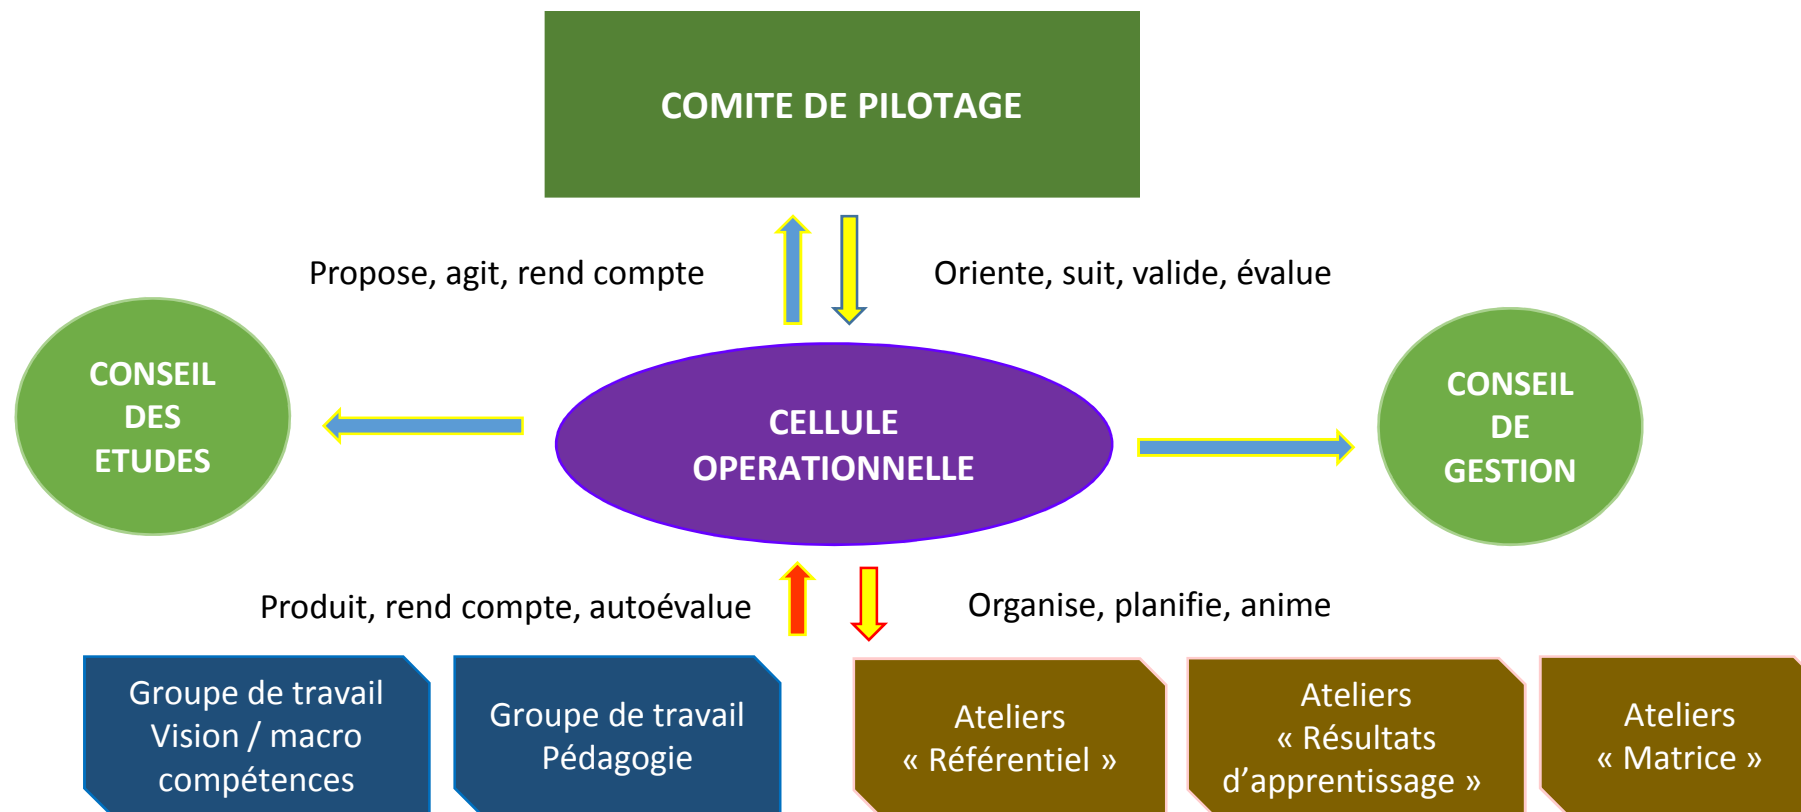 COMITE DE PILOTAGE
Propose, agit, rend compte
Oriente, suit, valide, évalue
CONSEIL
DES
ETUDES
CELLULE
OPERATIONNELLE
CONSEIL
DE
GESTION
Produit, rend compte, autoévalue
Organise, planifie, anime
Groupe de travail
Vision / macro
compétences
Groupe de travail
Pédagogie
Ateliers
« Référentiel »
Ateliers
« Résultats
d’apprentissage »
Ateliers
« Matrice »